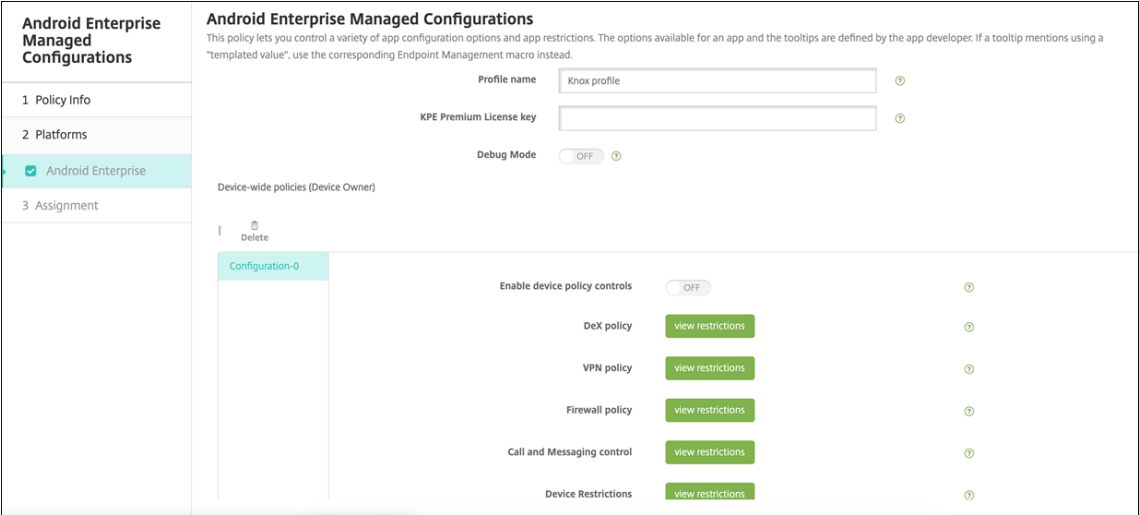 Android Enterprise
Managed
Configurations
1 Policy Info
2 Platforms
Android Enterprise
3 Assignment
Android Enterprise Managed Configurations
This policy lets you control a variety of app configuration options and app restrictions. The options available for an app and the tooltips are defined by the app developer. If a tooltip mentions using a
"templated value", use the corresponding Endpoint Management macro instead.
Profile name Knox profile ?
KPE Premium License key ?
Debug Mode OFF ?
Device-wide policies (Device Owner)
Delete
Configuration-0
Enable device policy controls OFF ?
DeX policy view restrictions ?
VPN policy view restrictions ?
Firewall policy view restrictions ?
Call and Messaging control view restrictions ?
Device Restrictions view restrictions ?